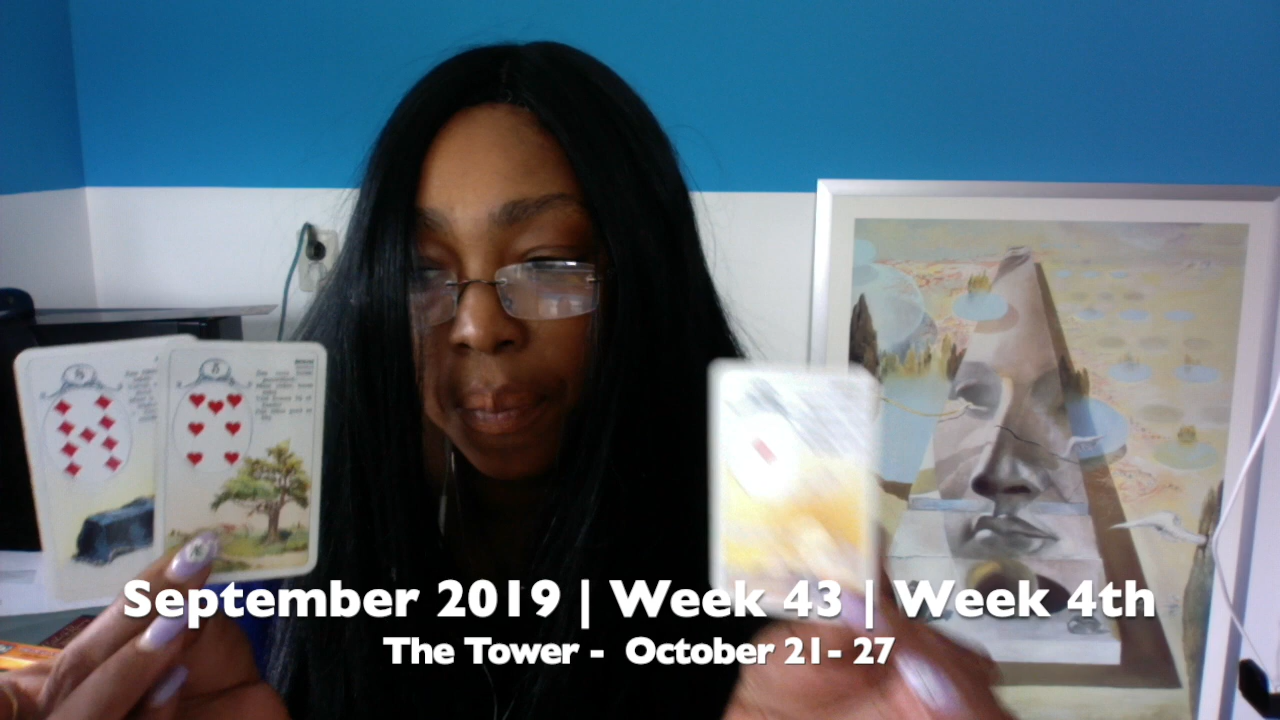 September 2019 | Week 43 | Week 4th
The Tower - October 21- 27